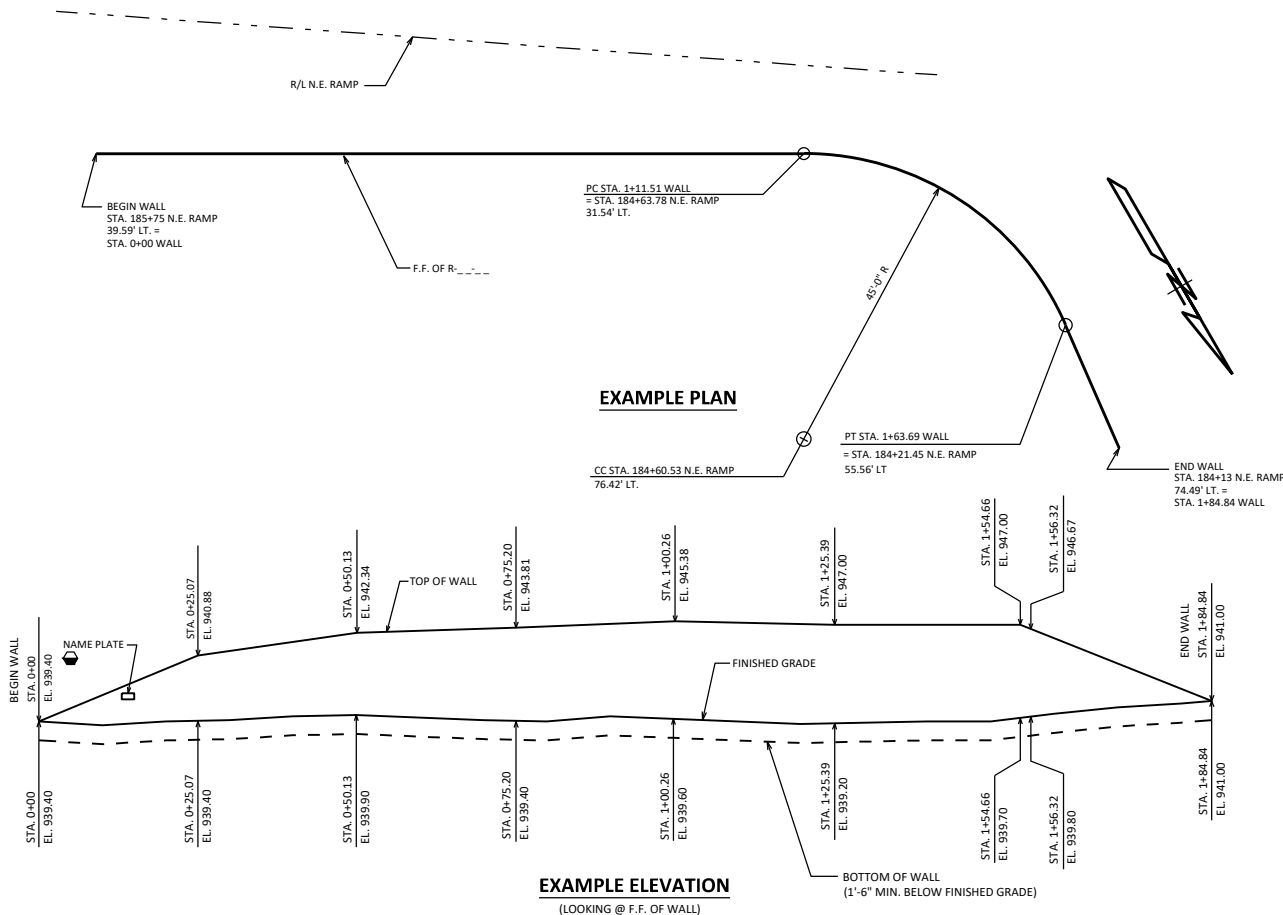 R/L N.E. RAMP
BEGIN WALL
STA. 185+75 N.E. RAMP
39.59' LT. =
STA. 0+00 WALL
F.F. OF R-_ _-_ _
PC STA. 1+11.51 WALL
= STA. 184+63.78 N.E. RAMP
31.54' LT.
45'-0" R
EXAMPLE PLAN
CC STA. 184+60.53 N.E. RAMP
76.42' LT.
PT STA. 1+63.69 WALL
= STA. 184+21.45 N.E. RAMP
55.56' LT
END WALL
STA. 184+13 N.E. RAMP
74.49' LT. =
STA. 1+84.84 WALL
BEGIN WALL
STA. 0+00
EL. 939.40
NAME PLATE
STA. 0+25.07
EL. 940.88
STA. 0+50.13
EL. 942.34
TOP OF WALL
STA. 0+75.20
EL. 943.81
STA. 1+00.26
EL. 945.38
FINISHED GRADE
STA. 1+25.39
EL. 947.00
STA. 1+54.66
EL. 947.00
STA. 1+56.32
EL. 946.67
END WALL
STA. 1+84.84
EL. 941.00
STA. 0+00
EL. 939.40
STA. 0+25.07
EL. 939.40
STA. 0+50.13
EL. 939.90
STA. 0+75.20
EL. 939.40
STA. 1+00.26
EL. 939.60
STA. 1+25.39
EL. 939.20
STA. 1+54.66
EL. 939.70
STA. 1+56.32
EL. 939.80
STA. 1+84.84
EL. 941.00
BOTTOM OF WALL
(1'-6" MIN. BELOW FINISHED GRADE)
EXAMPLE ELEVATION
(LOOKING @ F.F. OF WALL)